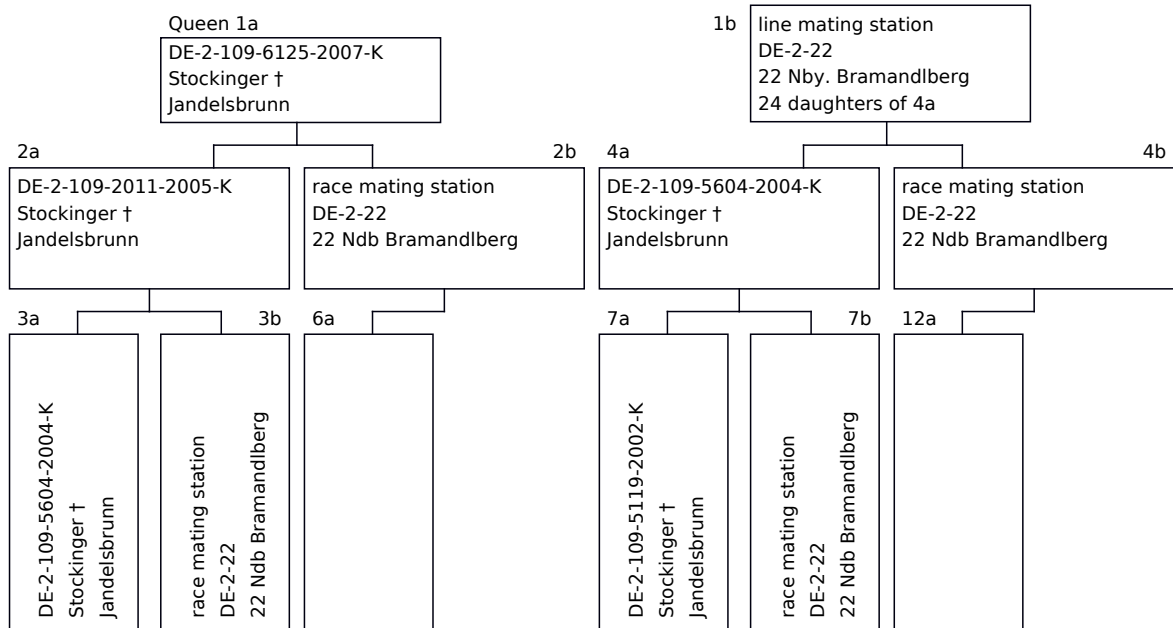 Queen 1a
DE-2-109-6125-2007-K
Stockinger †
Jandelsbrunn
1b
line mating station
DE-2-22
22 Nby. Bramandlberg
24 daughters of 4a
2a
DE-2-109-2011-2005-K
Stockinger †
Jandelsbrunn
2b
race mating station
DE-2-22
22 Ndb Bramandlberg
4a
DE-2-109-5604-2004-K
Stockinger †
Jandelsbrunn
4b
race mating station
DE-2-22
22 Ndb Bramandlberg
3a
DE-2-109-5604-2004-K
Stockinger †
Jandelsbrunn
3b
race mating station
DE-2-22
22 Ndb Bramandlberg
6a
7a
DE-2-109-5119-2002-K
Stockinger †
Jandelsbrunn
7b
race mating station
DE-2-22
22 Ndb Bramandlberg
12a